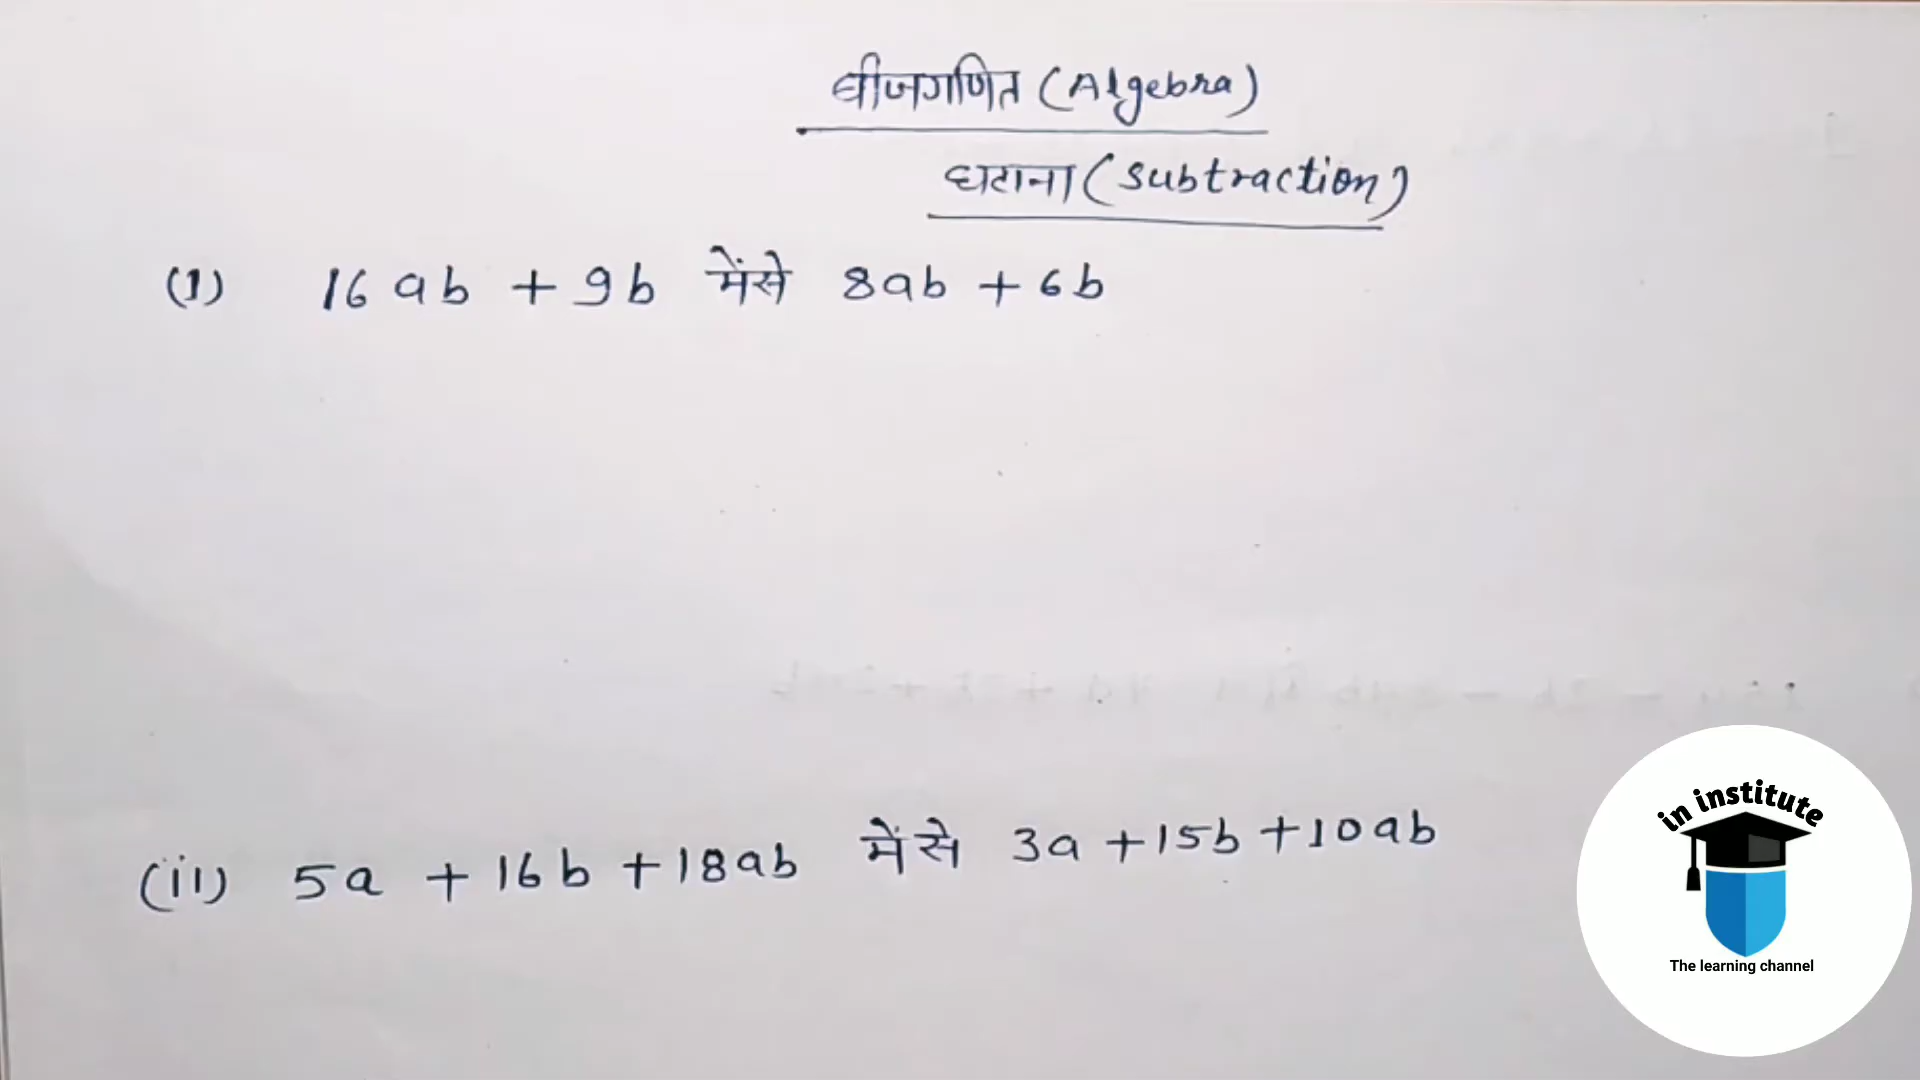 बीजगणित (Algebra)
घटाना (Subtraction)
(1) 16ab + 9b मेंसे 8ab + 6b
(ii) 5a + 16b + 18ab मेंसे 3a + 15b + 10ab
in institute
The learning channel